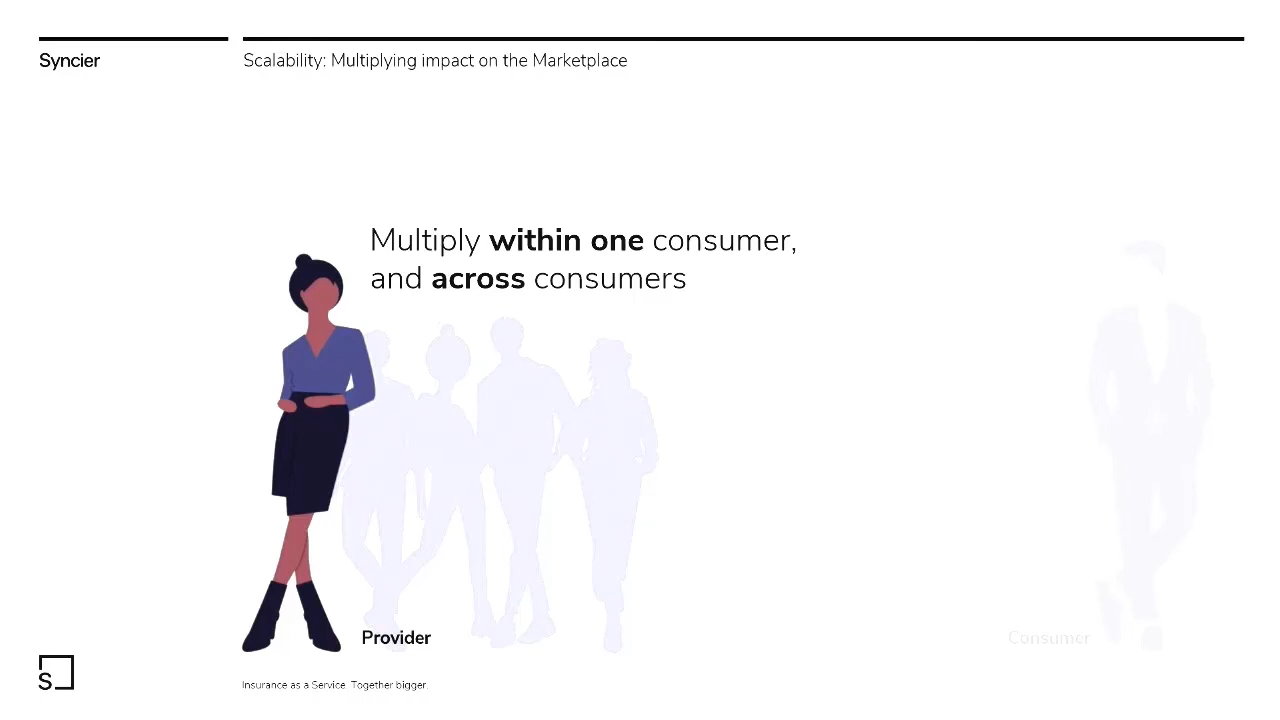 Syncier
Scalability: Multiplying impact on the Marketplace
Multiply within one consumer,
and across consumers
Provider
Consumer
S
Insurance as a Service. Together bigger.